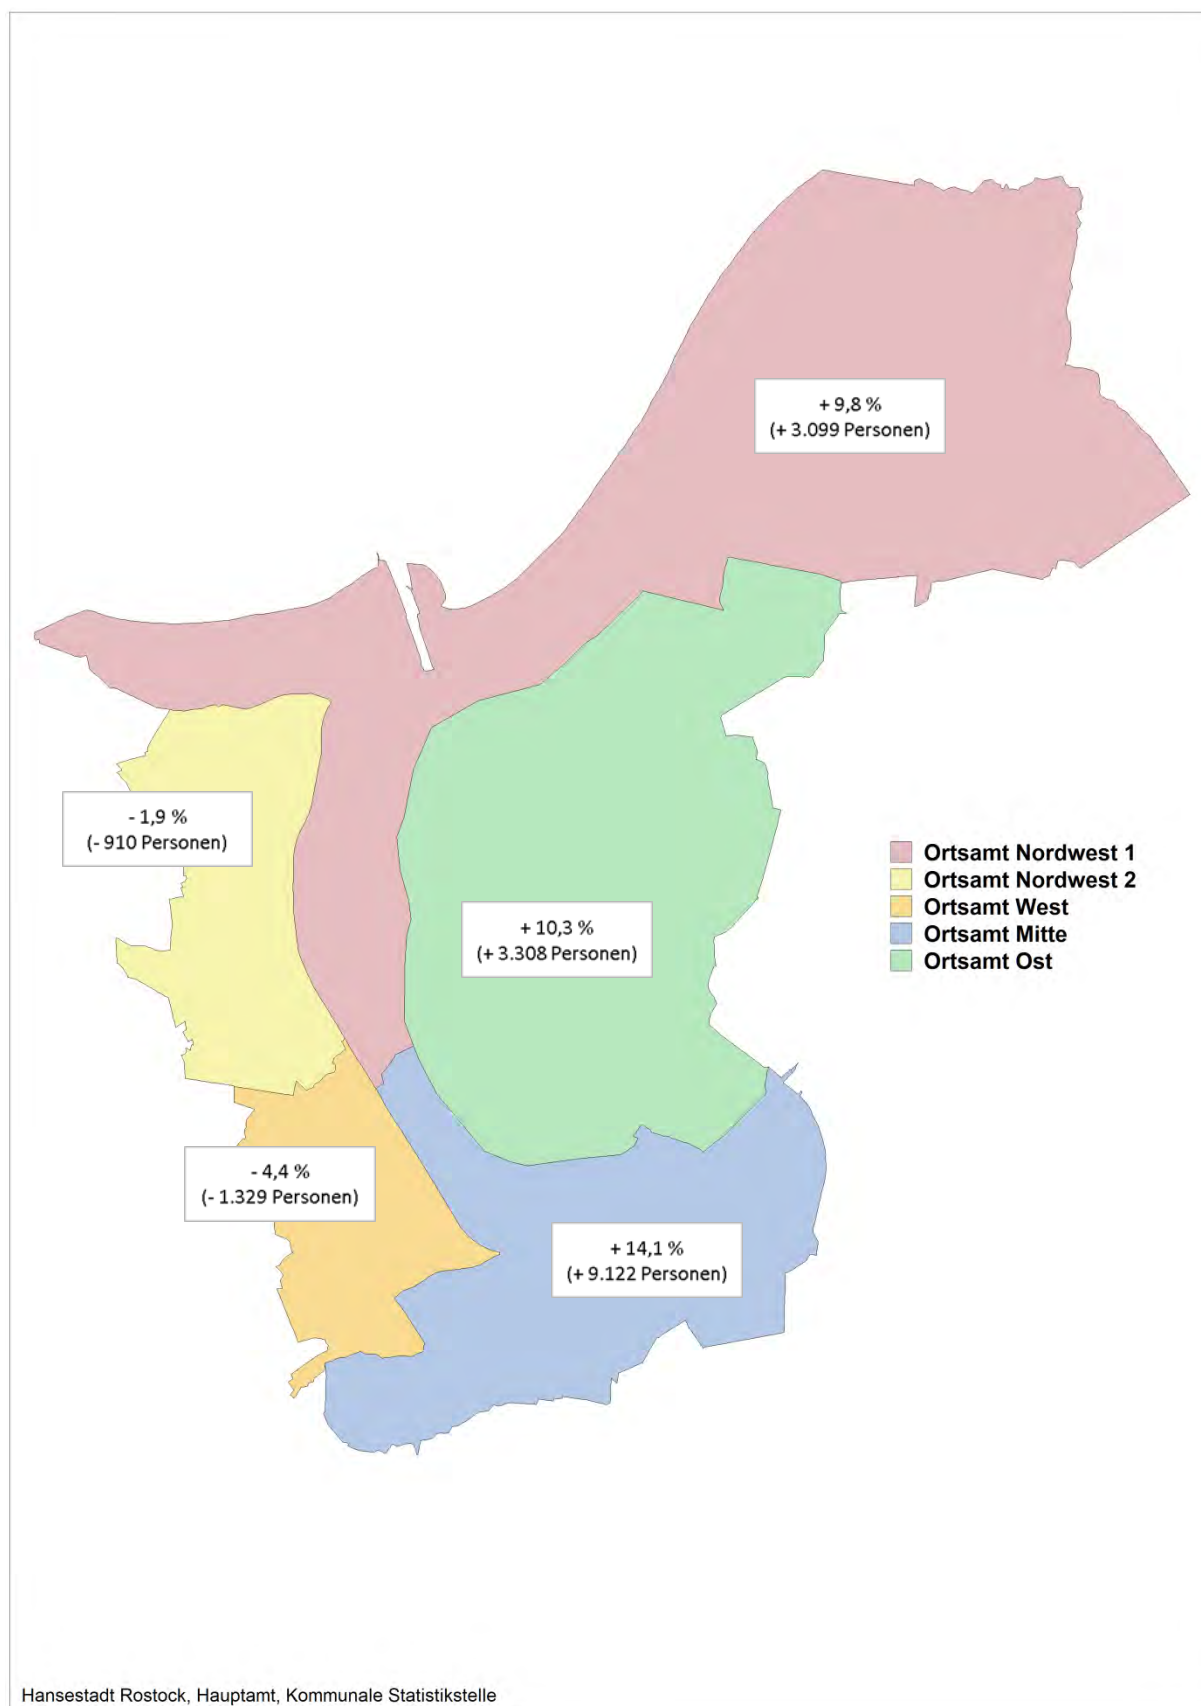 + 9,8 %
(+ 3.099 Personen)
- 1,9 %
(- 910 Personen)
+ 10,3 %
(+ 3.308 Personen)
- 4,4 %
(- 1.329 Personen)
+ 14,1 %
(+ 9.122 Personen)
Ortsamt Nordwest 1
Ortsamt Nordwest 2
Ortsamt West
Ortsamt Mitte
Ortsamt Ost
Hansestadt Rostock, Hauptamt, Kommunale Statistikstelle